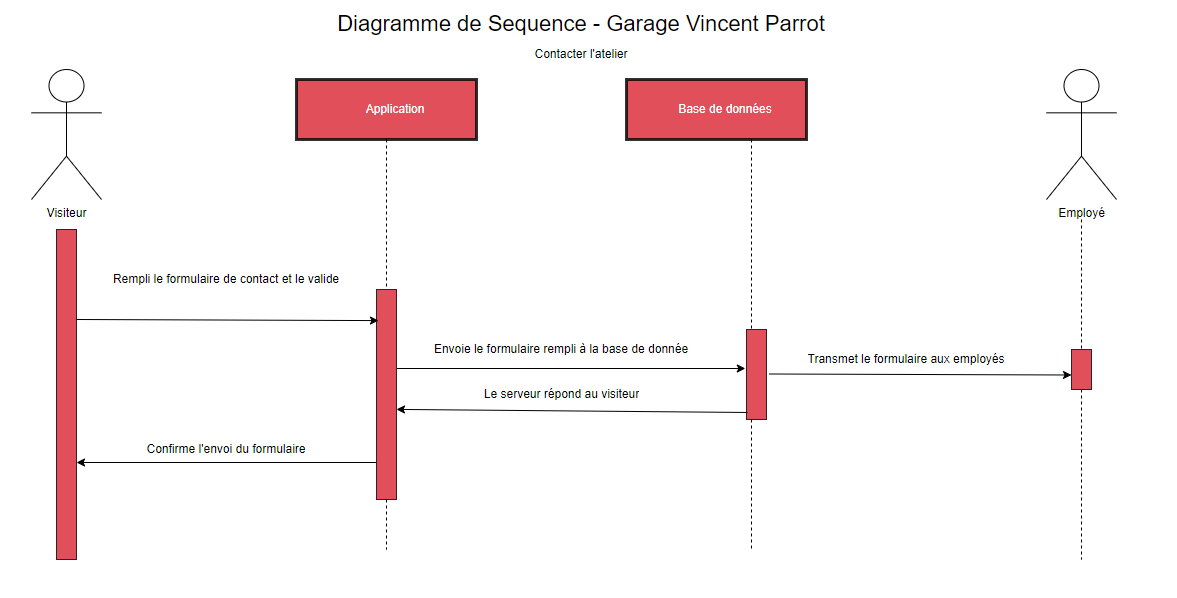 Diagramme de Sequence - Garage Vincent Parrot
Contacter l'atelier
Application
Base de données
Visiteur
Employé
Rempli le formulaire de contact et le valide
Envoie le formulaire rempli à la base de donnée
Transmet le formulaire aux employés
Le serveur répond au visiteur
Confirme l'envoi du formulaire